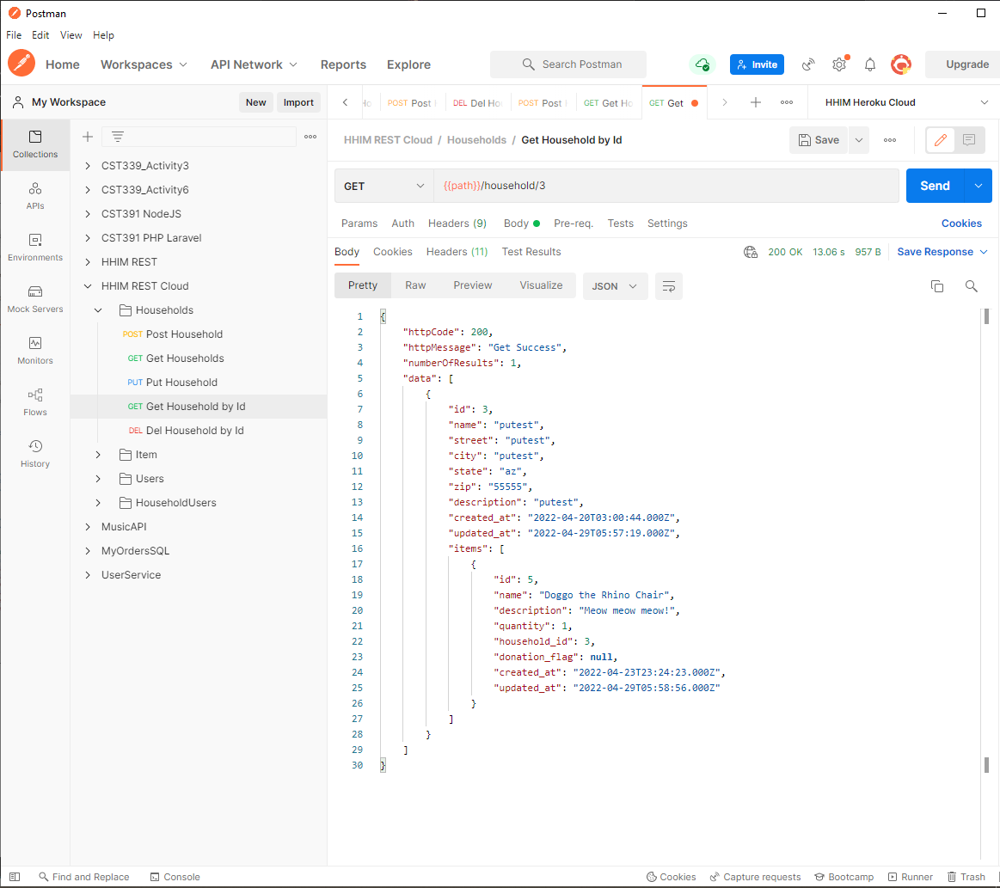 Postman
File Edit View Help
Home Workspaces API Network Reports Explore Search Postman Invite Upgrade
My Workspace New Import
POST Post DEL Del Ho POST Post GET Get Ho GET Get HHIM Heroku Cloud
HHIM REST Cloud / Households / Get Household by Id Save
GET {{path}}/household/3 Send
Params Auth Headers (9) Body Pre-req. Tests Settings Cookies
Body Cookies Headers (11) Test Results 200 OK 13.06 s 957 B Save Response
Pretty Raw Preview Visualize JSON
Collections
APIs
Environments
Mock Servers
Monitors
Flows
History
CST339_Activity3
CST339_Activity6
CST391 NodeJS
CST391 PHP Laravel
HHIM REST
HHIM REST Cloud
Households
POST Post Household
GET Get Households
PUT Put Household
GET Get Household by Id
DEL Del Household by Id
Item
Users
HouseholdUsers
MusicAPI
MyOrdersSQL
UserService
1 {
2 "httpCode": 200,
3 "httpMessage": "Get Success",
4 "numberOfResults": 1,
5 "data": [
6 {
7 "id": 3,
8 "name": "putest",
9 "street": "putest",
10 "city": "putest",
11 "state": "az",
12 "zip": "55555",
13 "description": "putest",
14 "created_at": "2022-04-20T03:00:44.000Z",
15 "updated_at": "2022-04-29T05:57:19.000Z",
16 "items": [
17 {
18 "id": 5,
19 "name": "Doggo the Rhino Chair",
20 "description": "Meow meow meow!",
21 "quantity": 1,
22 "household_id": 3,
23 "donation_flag": null,
24 "created_at": "2022-04-23T23:24:23.000Z",
25 "updated_at": "2022-04-29T05:58:56.000Z"
26 }
27 ]
28 }
29 ]
30 }
Find and Replace Console Cookies Capture requests Bootcamp Runner Trash